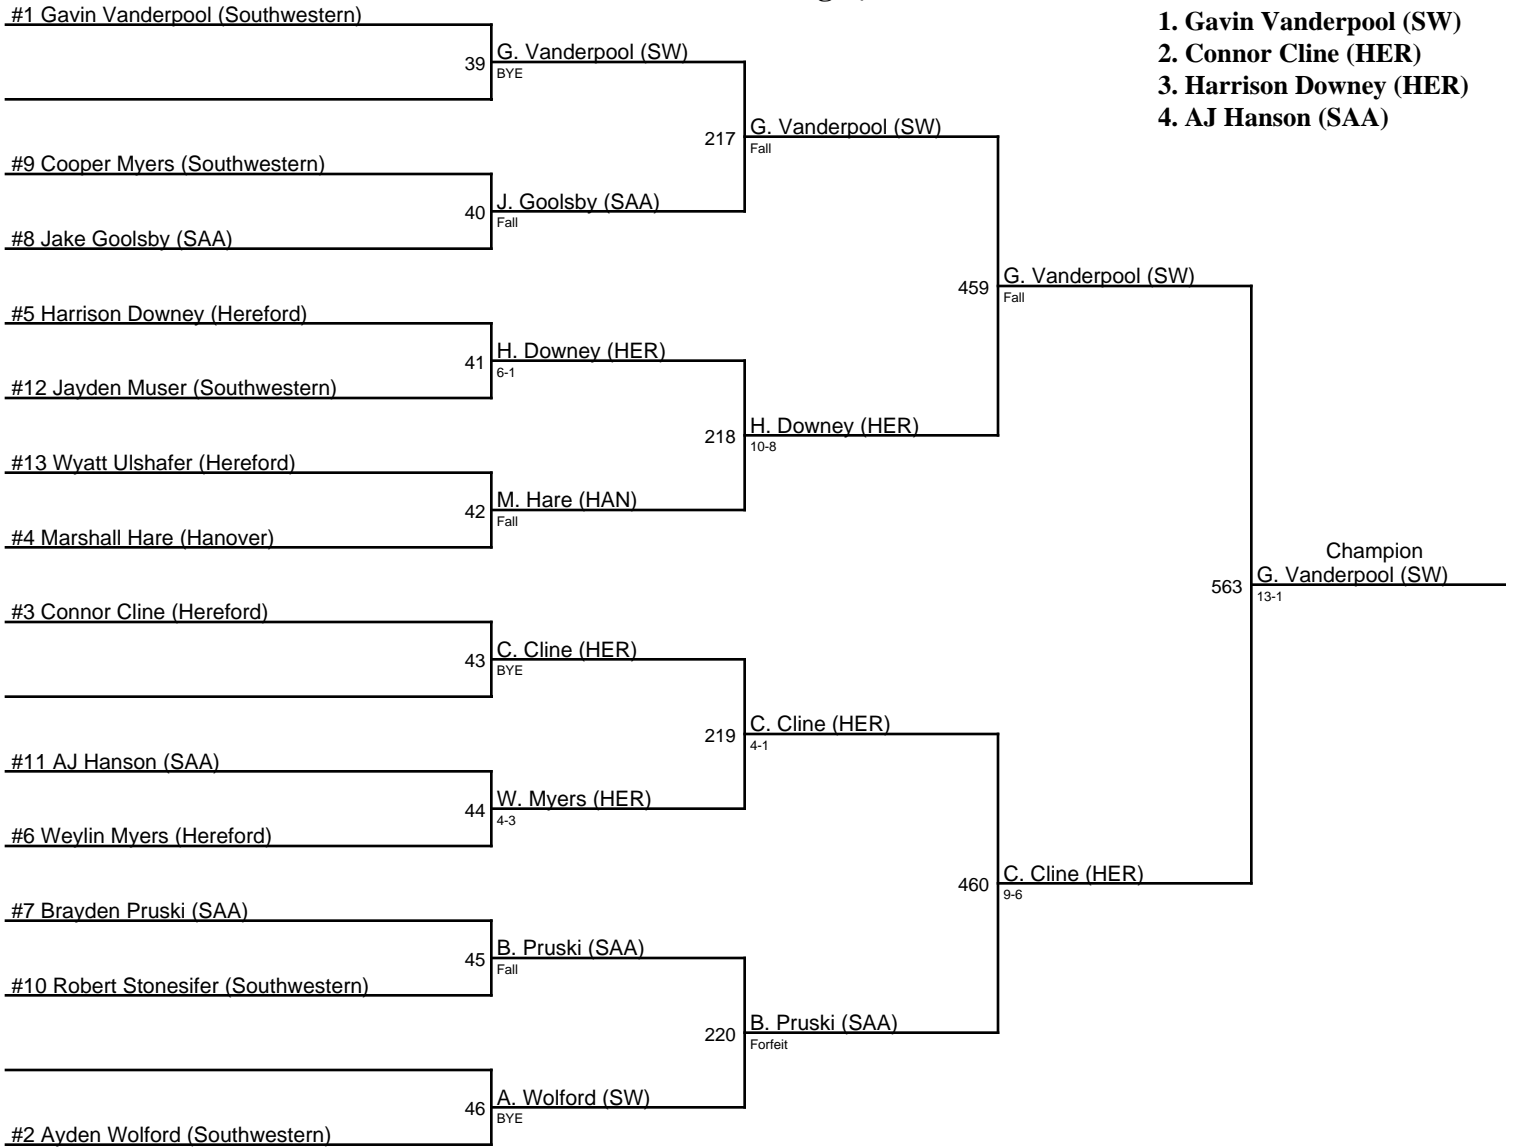 #1 Gavin Vanderpool (Southwestern)
39
G. Vanderpool (SW)
BYE
#9 Cooper Myers (Southwestern)
40
J. Goolsby (SAA)
Fall
#8 Jake Goolsby (SAA)
217
G. Vanderpool (SW)
Fall
#5 Harrison Downey (Hereford)
41
H. Downey (HER)
6-1
#12 Jayden Muser (Southwestern)
218
H. Downey (HER)
10-8
#13 Wyatt Ulshafer (Hereford)
42
M. Hare (HAN)
Fall
#4 Marshall Hare (Hanover)
459
G. Vanderpool (SW)
Fall
#3 Connor Cline (Hereford)
43
C. Cline (HER)
BYE
219
C. Cline (HER)
4-1
#11 AJ Hanson (SAA)
44
W. Myers (HER)
4-3
#6 Weylin Myers (Hereford)
460
C. Cline (HER)
9-6
#7 Brayden Pruski (SAA)
45
B. Pruski (SAA)
Fall
#10 Robert Stonesifer (Southwestern)
220
B. Pruski (SAA)
Forfeit
46
A. Wolford (SW)
BYE
#2 Ayden Wolford (Southwestern)
563
Champion
G. Vanderpool (SW)
13-1
1. Gavin Vanderpool (SW)
2. Connor Cline (HER)
3. Harrison Downey (HER)
4. AJ Hanson (SAA)